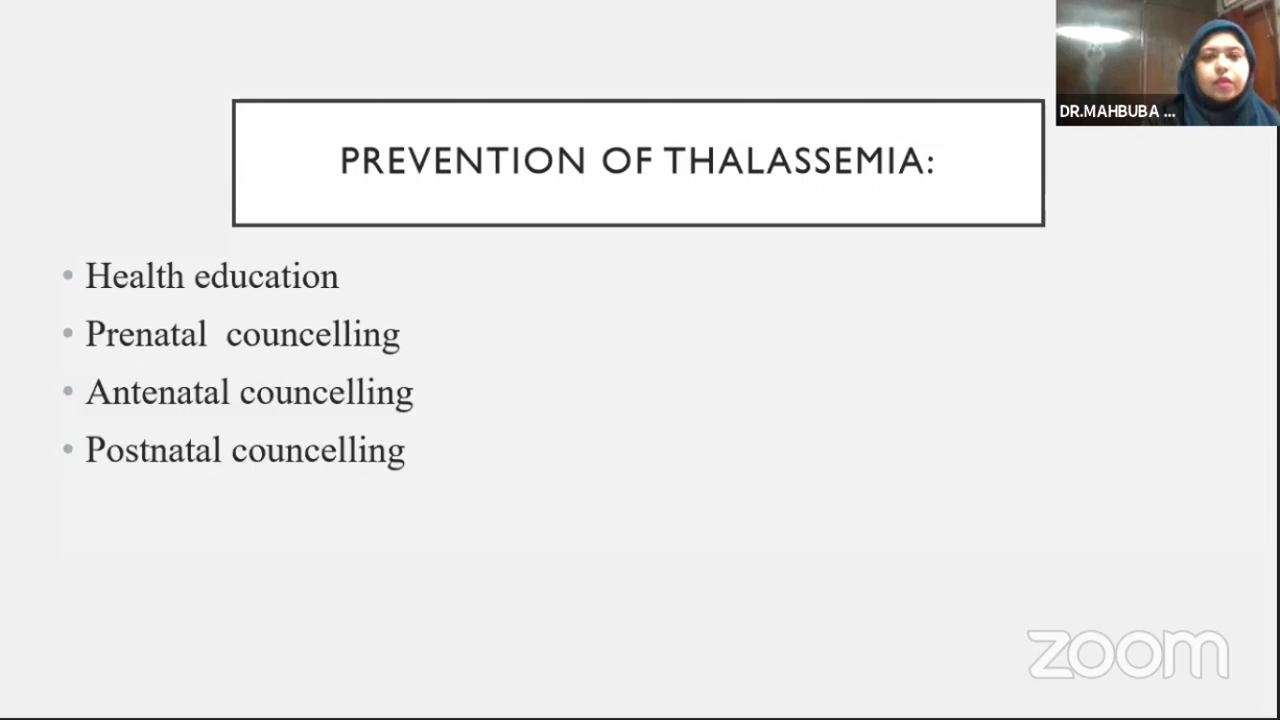 DR.MAHBUBA ...
PREVENTION OF THALASSEMIA:
• Health education
• Prenatal councelling
• Antenatal councelling
• Postnatal councelling
zoom